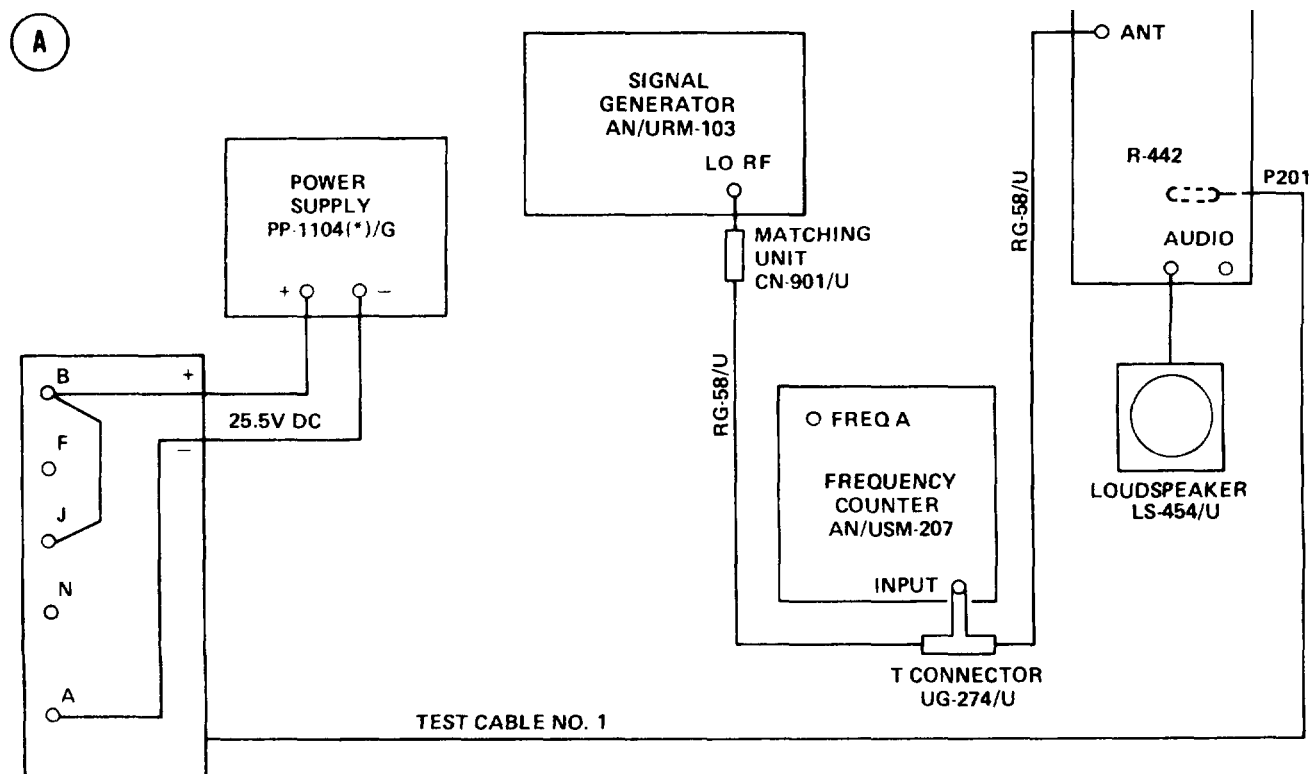 A
SIGNAL
GENERATOR
AN/URM-103
LO RF
MATCHING
UNIT
CN-901/U
POWER
SUPPLY
PP-1104(*)/G
+ –
B
+
25.5V DC
–
F
J
N
A
RG-58/U
FREQ A
FREQUENCY
COUNTER
AN/USM-207
INPUT
T CONNECTOR
UG-274/U
RG-58/U
ANT
R-442
P201
AUDIO
LOUDSPEAKER
LS-454/U
TEST CABLE NO. 1